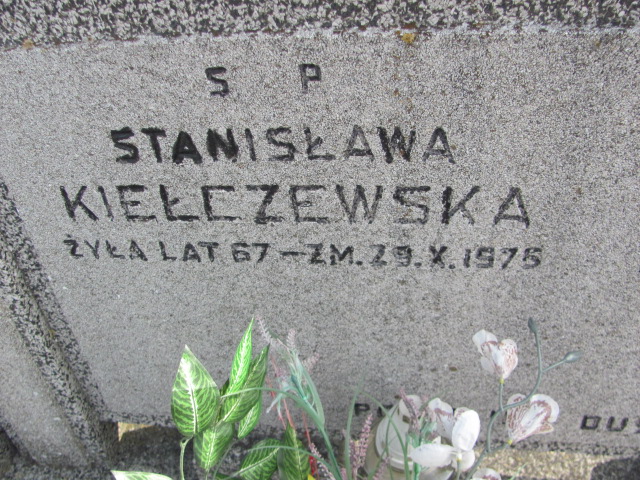 S P
STANISŁAWA
KIEŁCZEWSKA
ŻYŁA LAT 67 – ZM. 29. X. 1975